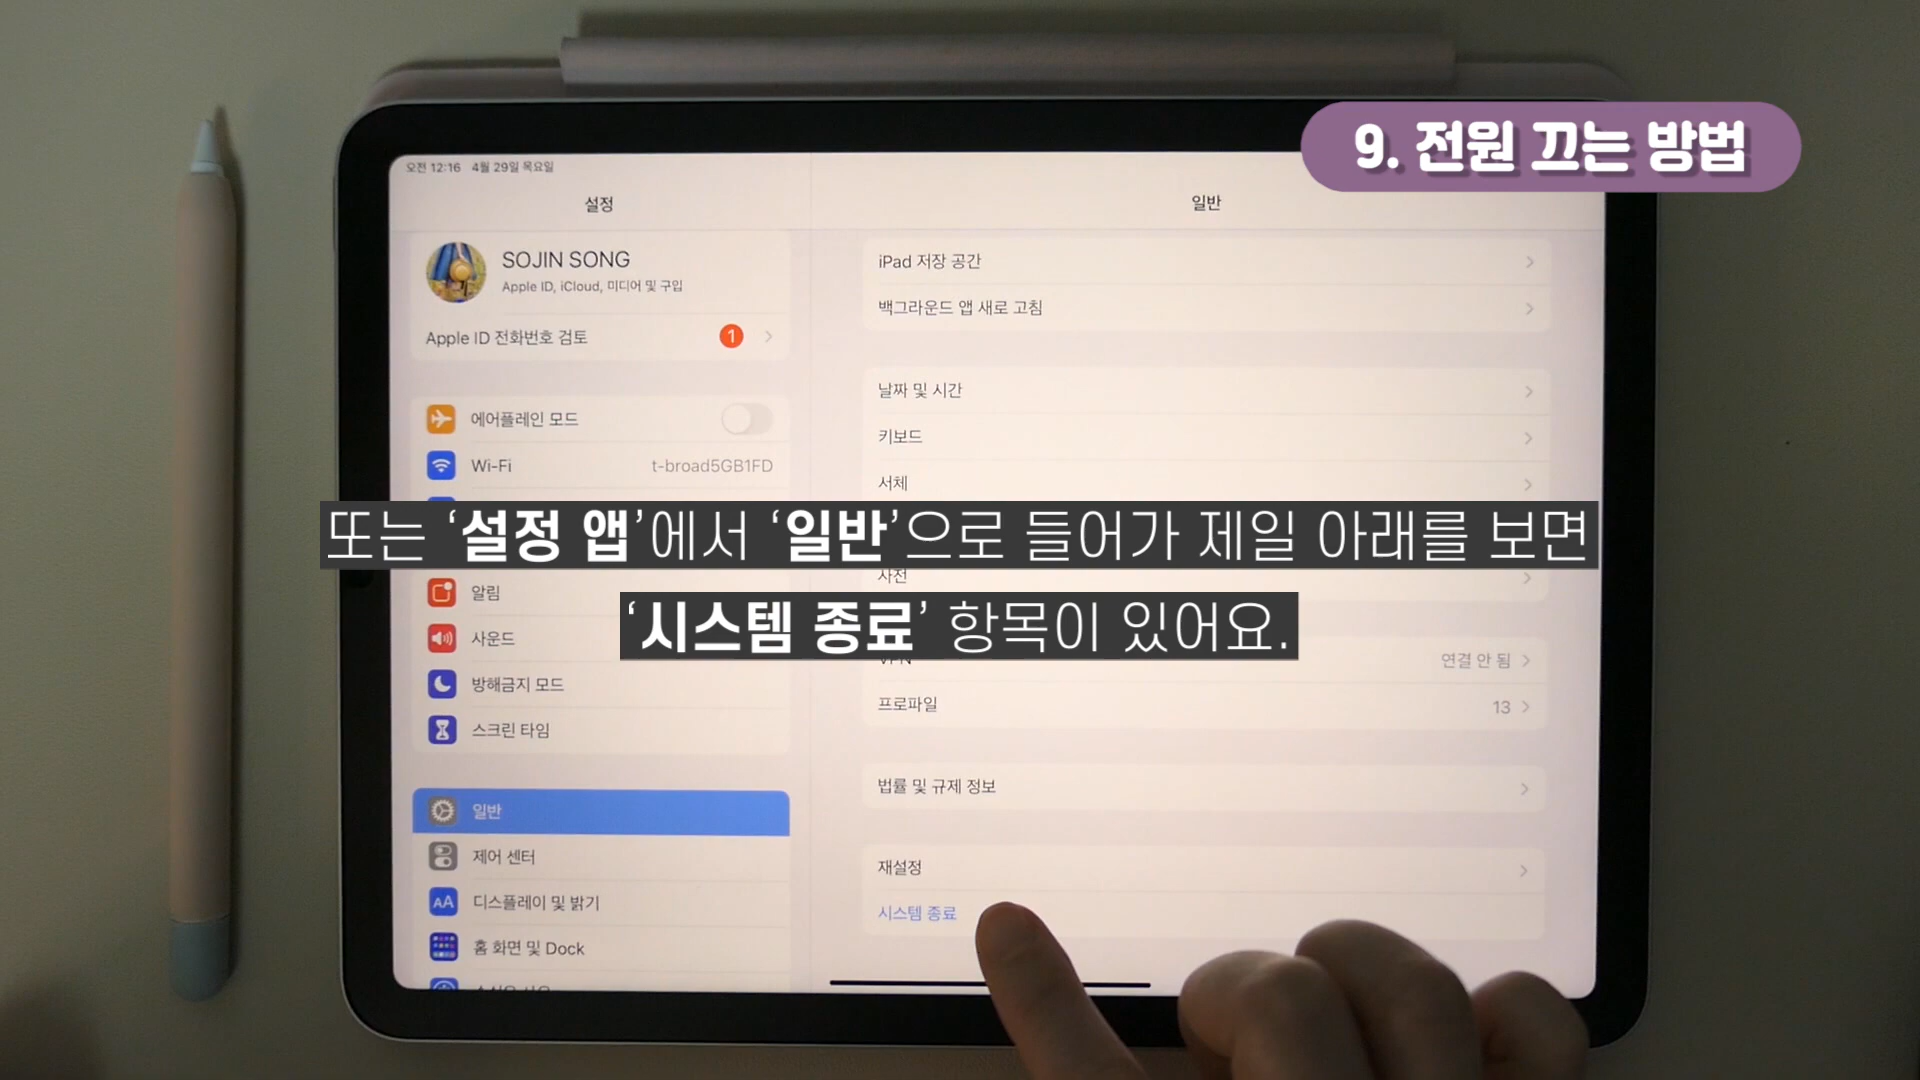 9. 전원 끄는 방법
오전 12:16 4월 29일 목요일
설정
일반
SOJIN SONG
Apple ID, iCloud, 미디어 및 구입
Apple ID 전화번호 검토
1
에어플레인 모드
Wi-Fi
t-broad5GB1FD
알림
사운드
방해금지 모드
스크린 타임
일반
제어 센터
디스플레이 및 밝기
홈 화면 및 Dock
iPad 저장 공간
백그라운드 앱 새로 고침
날짜 및 시간
키보드
서체
사전
VPN
연결 안 됨
프로파일
13
법률 및 규제 정보
재설정
시스템 종료
또는 ‘설정 앱’에서 ‘일반’으로 들어가 제일 아래를 보면
‘시스템 종료’ 항목이 있어요.